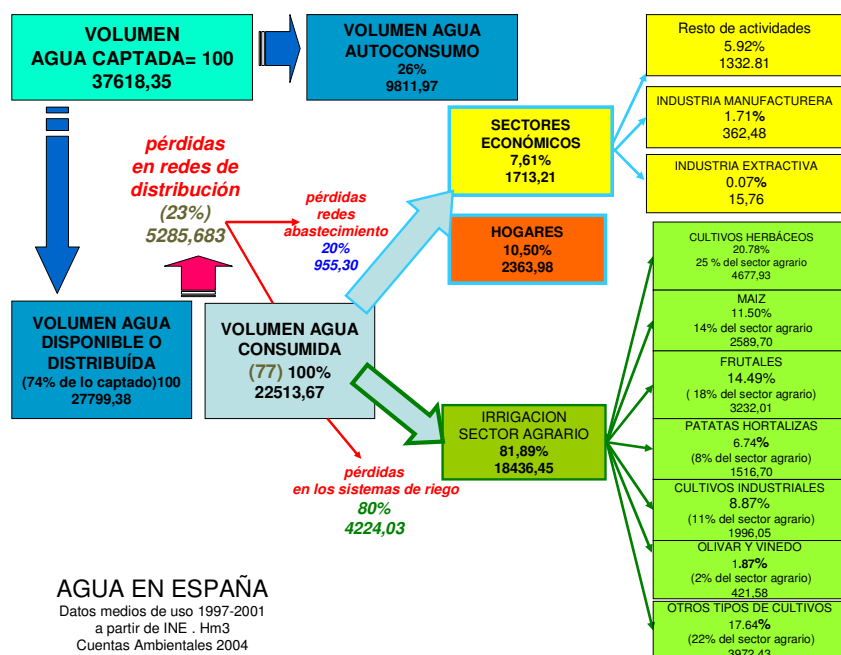 VOLUMEN
AGUA CAPTADA= 100
37618,35
VOLUMEN AGUA
AUTOCONSUMO
26%
9811,97
Resto de actividades
5.92%
1332.81
INDUSTRIA MANUFACTURERA
1.71%
362,48
INDUSTRIA EXTRACTIVA
0.07%
15,76
SECTORES
ECONÓMICOS
7,61%
1713,21
HOGARES
10,50%
2363,98
pérdidas
en redes de
distribución
(23%)
5285,683
pérdidas
redes
abastecimiento
20%
955,30
VOLUMEN AGUA
DISPONIBLE O
DISTRIBUÍDA
(74% de lo captado)100
27799,38
VOLUMEN AGUA
CONSUMIDA
(77) 100%
22513,67
IRRIGACION
SECTOR AGRARIO
81,89%
18436,45
pérdidas
en los sistemas de riego
80%
4224,03
CULTIVOS HERBÁCEOS
20.78%
25 % del sector agrario
4677,93
MAIZ
11.50%
14% del sector agrario
2589,70
FRUTALES
14.49%
( 18% del sector agrario)
3232,01
PATATAS HORTALIZAS
6.74%
(8% del sector agrario)
1516,70
CULTIVOS INDUSTRIALES
8.87%
(11% del sector agrario)
1996,05
OLIVAR Y VINEDO
1.87%
(2% del sector agrario)
421,58
OTROS TIPOS DE CULTIVOS
17.64%
(22% del sector agrario)
3972,43
AGUA EN ESPAÑA
Datos medios de uso 1997-2001
a partir de INE . Hm3
Cuentas Ambientales 2004